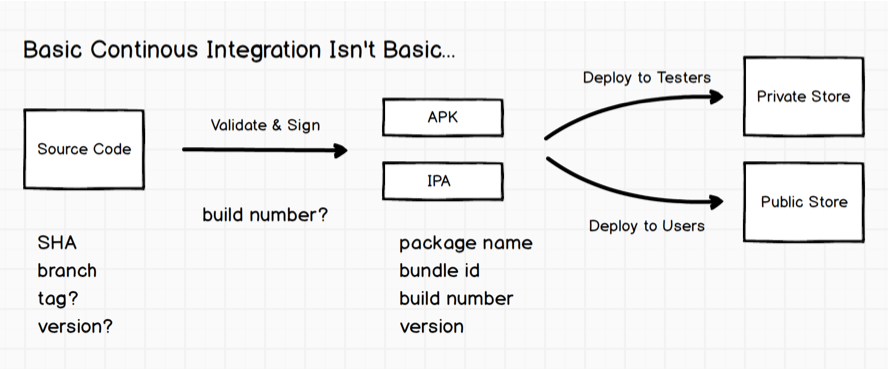 Basic Continous Integration Isn't Basic...
Source Code
Validate & Sign
build number?
SHA
branch
tag?
version?
APK
IPA
package name
bundle id
build number
version
Deploy to Testers
Deploy to Users
Private Store
Public Store